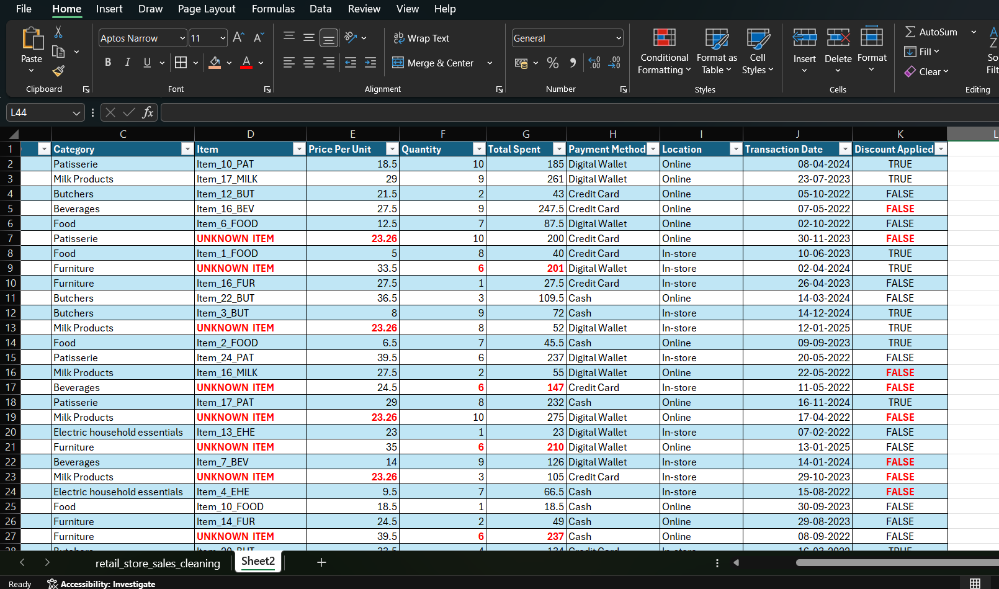 File Home Insert Draw Page Layout Formulas Data Review View Help
Aptos Narrow 11 Wrap Text General AutoSum
Paste Conditional Formatting Format as Table Cell Styles Insert Delete Format Fill
B I U A Merge & Center % Clear
Clipboard Font Alignment Number Styles Cells Editing
L44 fx
C D E F G H I J K L
1 Category Item Price Per Unit Quantity Total Spent Payment Method Location Transaction Date Discount Applied
2 Patisserie Item_10_PAT 18.5 10 185 Digital Wallet Online 08-04-2024 TRUE
3 Milk Products Item_17_MILK 29 9 261 Digital Wallet Online 23-07-2023 TRUE
4 Butchers Item_12_BUT 21.5 2 43 Credit Card Online 05-10-2022 FALSE
5 Beverages Item_16_BEV 27.5 9 247.5 Credit Card Online 07-05-2022 FALSE
6 Food Item_6_FOOD 12.5 7 87.5 Digital Wallet Online 02-10-2022 FALSE
7 Patisserie UNKNOWN ITEM 23.26 10 200 Credit Card Online 30-11-2023 FALSE
8 Food Item_1_FOOD 5 8 40 Credit Card In-store 10-06-2023 TRUE
9 Furniture UNKNOWN ITEM 33.5 6 201 Digital Wallet In-store 02-04-2024 TRUE
10 Furniture Item_16_FUR 27.5 1 27.5 Credit Card In-store 26-04-2023 FALSE
11 Butchers Item_22_BUT 36.5 3 109.5 Cash Online 14-03-2024 FALSE
12 Butchers Item_3_BUT 8 9 72 Cash In-store 14-12-2024 TRUE
13 Milk Products UNKNOWN ITEM 23.26 8 52 Digital Wallet In-store 12-01-2025 TRUE
14 Food Item_2_FOOD 6.5 7 45.5 Cash Online 09-09-2023 TRUE
15 Patisserie Item_24_PAT 39.5 6 237 Digital Wallet In-store 20-05-2022 FALSE
16 Milk Products Item_16_MILK 27.5 2 55 Digital Wallet Online 22-05-2022 FALSE
17 Beverages UNKNOWN ITEM 24.5 6 147 Credit Card In-store 11-05-2022 FALSE
18 Patisserie Item_17_PAT 29 8 232 Cash Online 16-11-2024 TRUE
19 Milk Products UNKNOWN ITEM 23.26 10 275 Digital Wallet Online 17-04-2022 FALSE
20 Electric household essentials Item_13_EHE 23 1 23 Digital Wallet In-store 07-02-2022 FALSE
21 Furniture UNKNOWN ITEM 35 6 210 Digital Wallet Online 13-01-2025 FALSE
22 Beverages Item_7_BEV 14 9 126 Digital Wallet In-store 14-01-2024 FALSE
23 Milk Products UNKNOWN ITEM 23.26 3 105 Credit Card In-store 29-10-2023 FALSE
24 Electric household essentials Item_4_EHE 9.5 7 66.5 Cash In-store 15-08-2022 FALSE
25 Food Item_10_FOOD 18.5 1 18.5 Cash Online 30-09-2023 FALSE
26 Furniture Item_14_FUR 24.5 2 49 Cash Online 29-08-2023 FALSE
27 Furniture UNKNOWN ITEM 39.5 6 237 Cash Online 08-09-2022 FALSE
retail_store_sales_cleaning Sheet2
Ready Accessibility: Investigate